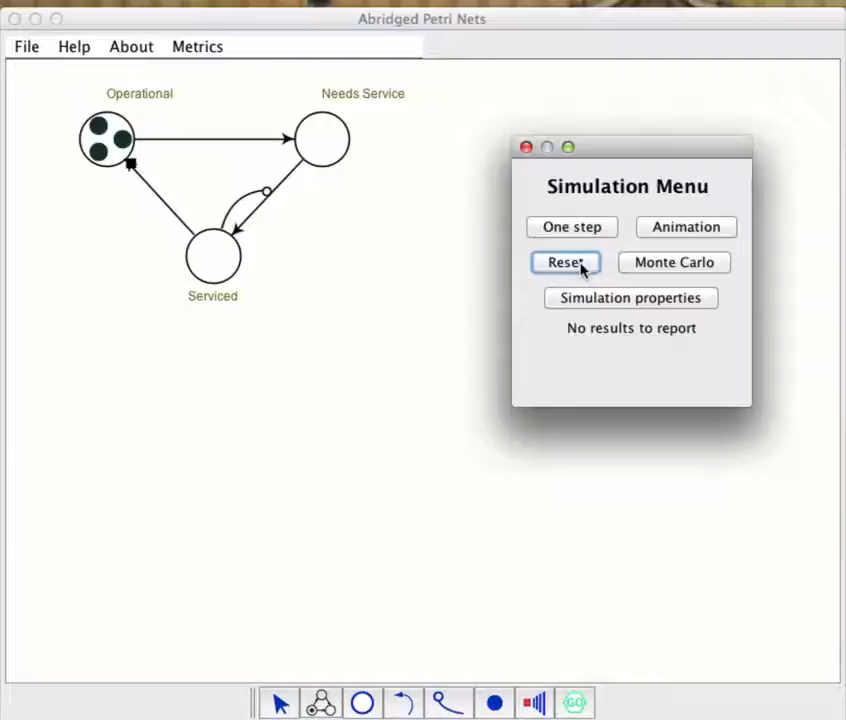 Abridged Petri Nets
File Help About Metrics
Operational
Needs Service
Serviced
Simulation Menu
One step
Animation
Reset
Monte Carlo
Simulation properties
No results to report
GO